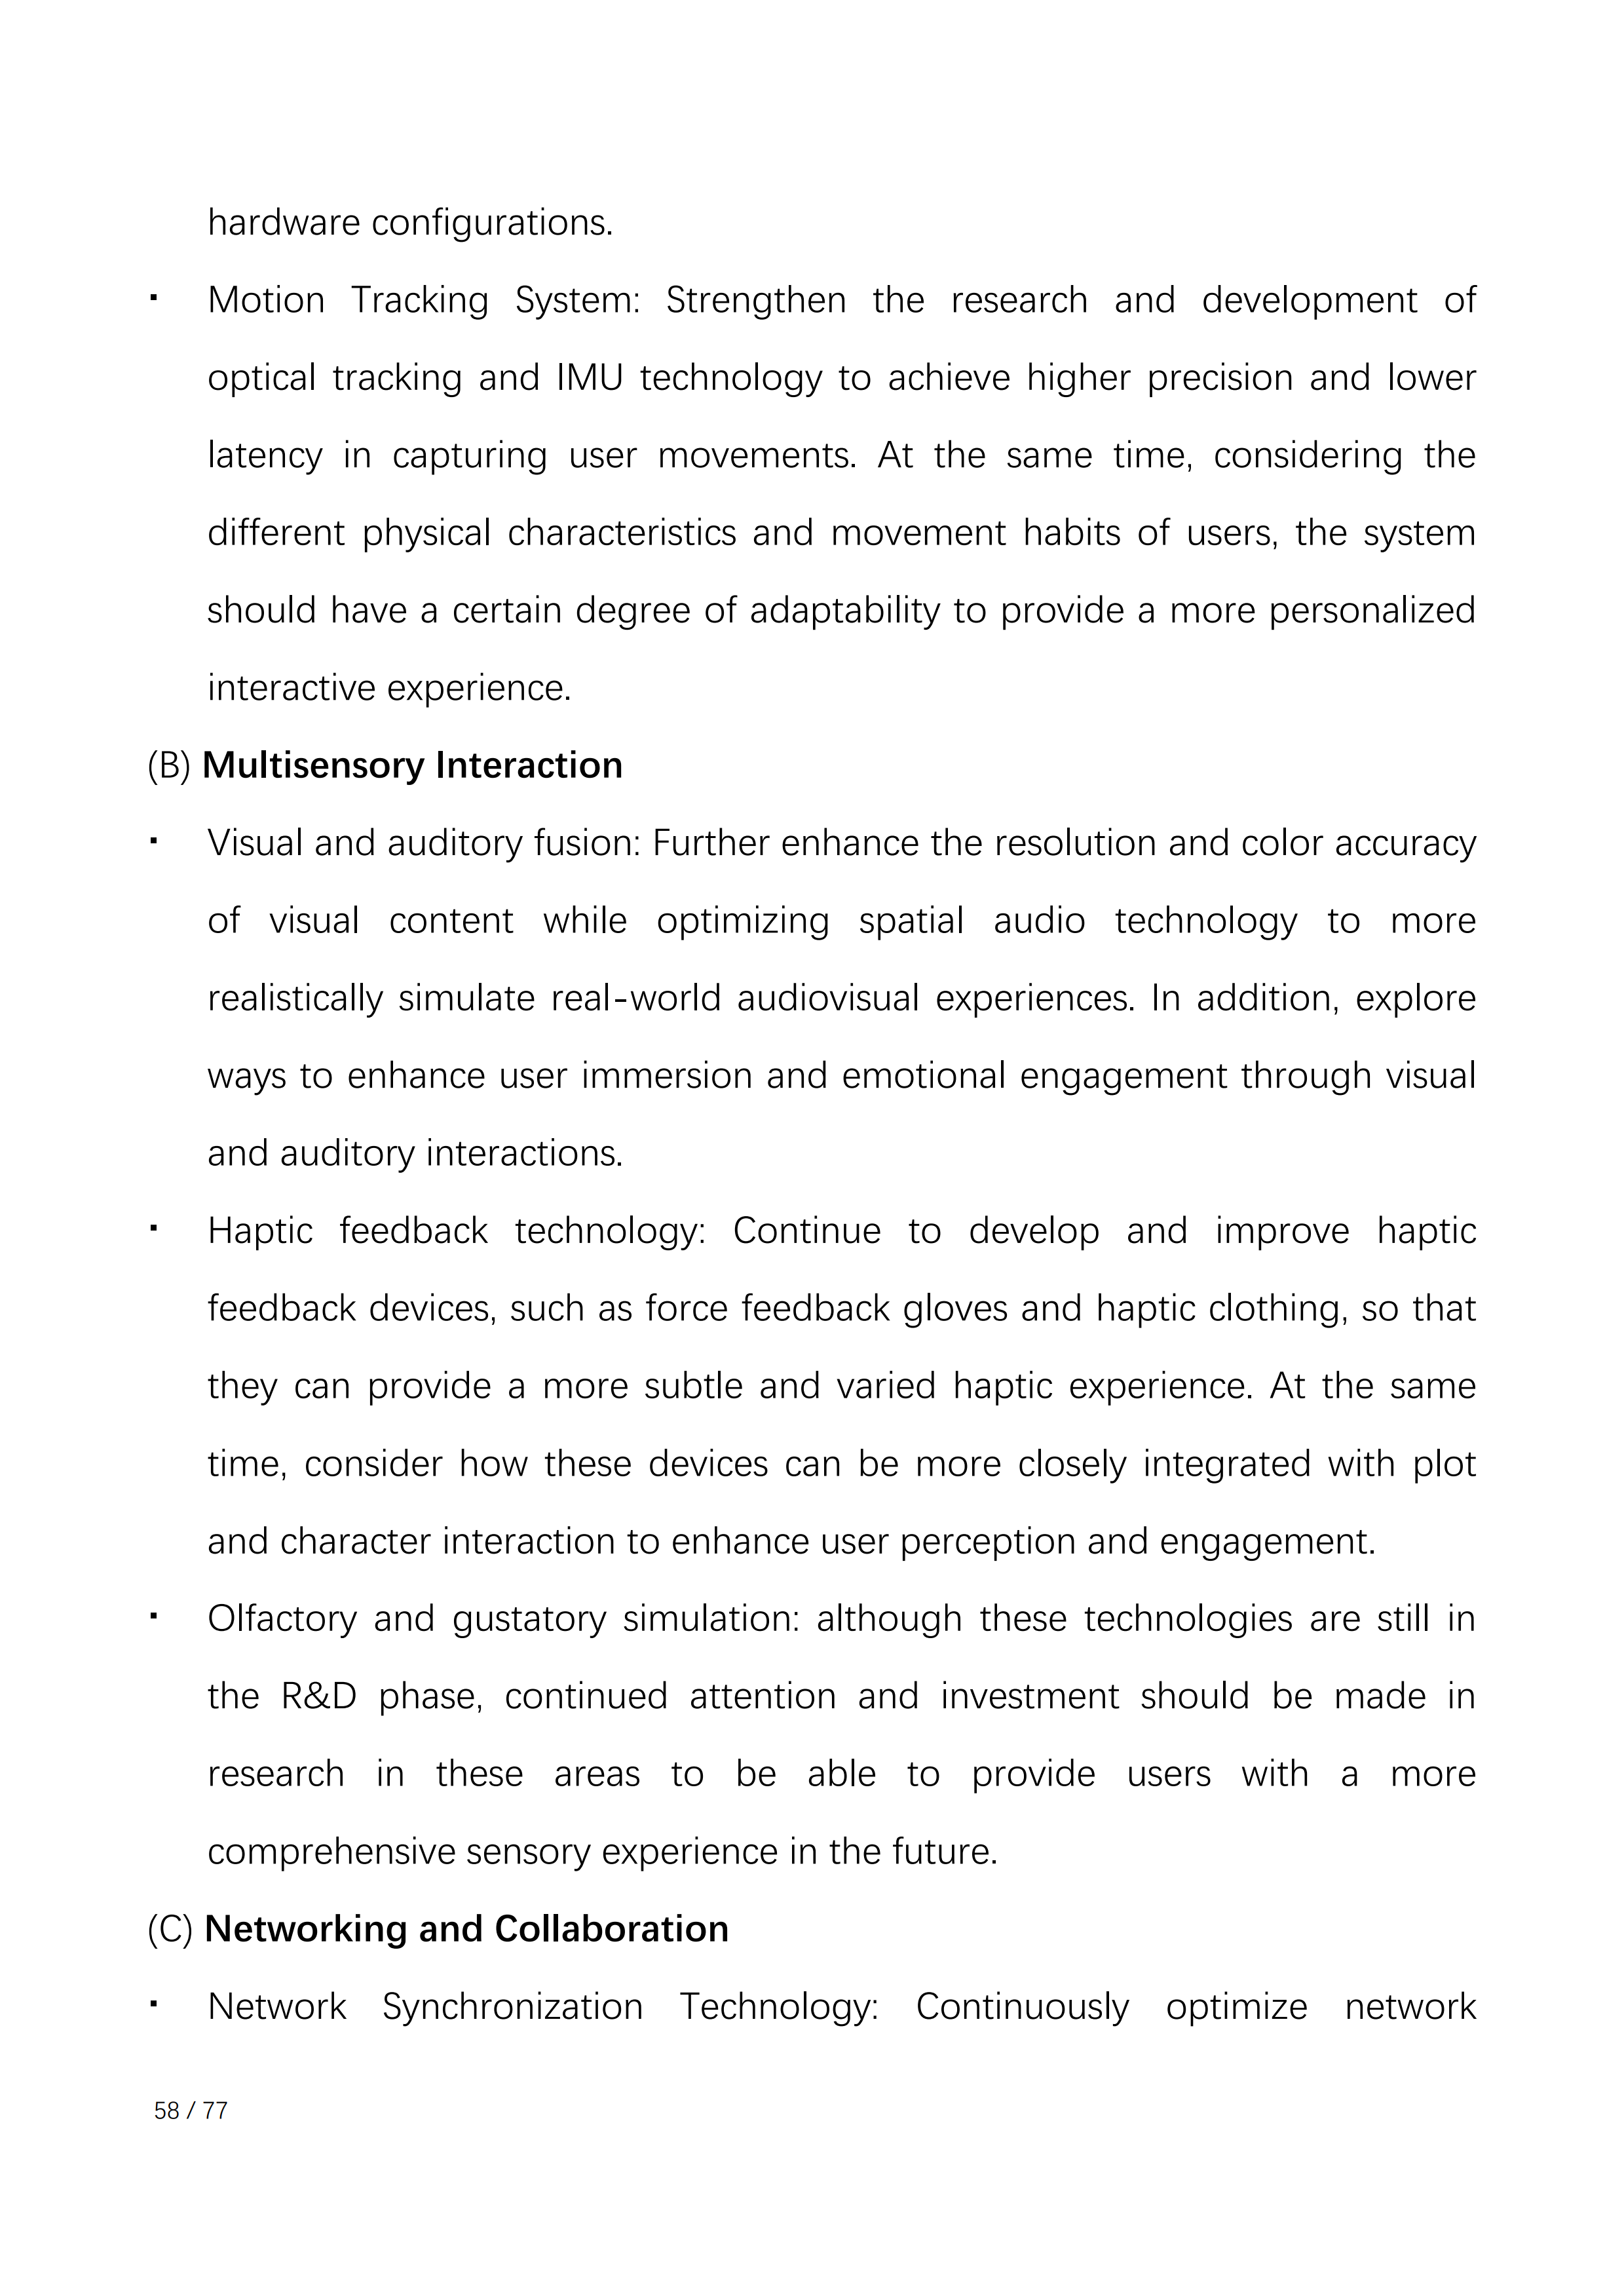 hardware configurations.
▪ Motion Tracking System: Strengthen the research and development of
optical tracking and IMU technology to achieve higher precision and lower
latency in capturing user movements. At the same time, considering the
different physical characteristics and movement habits of users, the system
should have a certain degree of adaptability to provide a more personalized
interactive experience.
(B) Multisensory Interaction
▪ Visual and auditory fusion: Further enhance the resolution and color accuracy
of visual content while optimizing spatial audio technology to more
realistically simulate real-world audiovisual experiences. In addition, explore
ways to enhance user immersion and emotional engagement through visual
and auditory interactions.
▪ Haptic feedback technology: Continue to develop and improve haptic
feedback devices, such as force feedback gloves and haptic clothing, so that
they can provide a more subtle and varied haptic experience. At the same
time, consider how these devices can be more closely integrated with plot
and character interaction to enhance user perception and engagement.
▪ Olfactory and gustatory simulation: although these technologies are still in
the R&D phase, continued attention and investment should be made in
research in these areas to be able to provide users with a more
comprehensive sensory experience in the future.
(C) Networking and Collaboration
▪ Network Synchronization Technology: Continuously optimize network
58 / 77